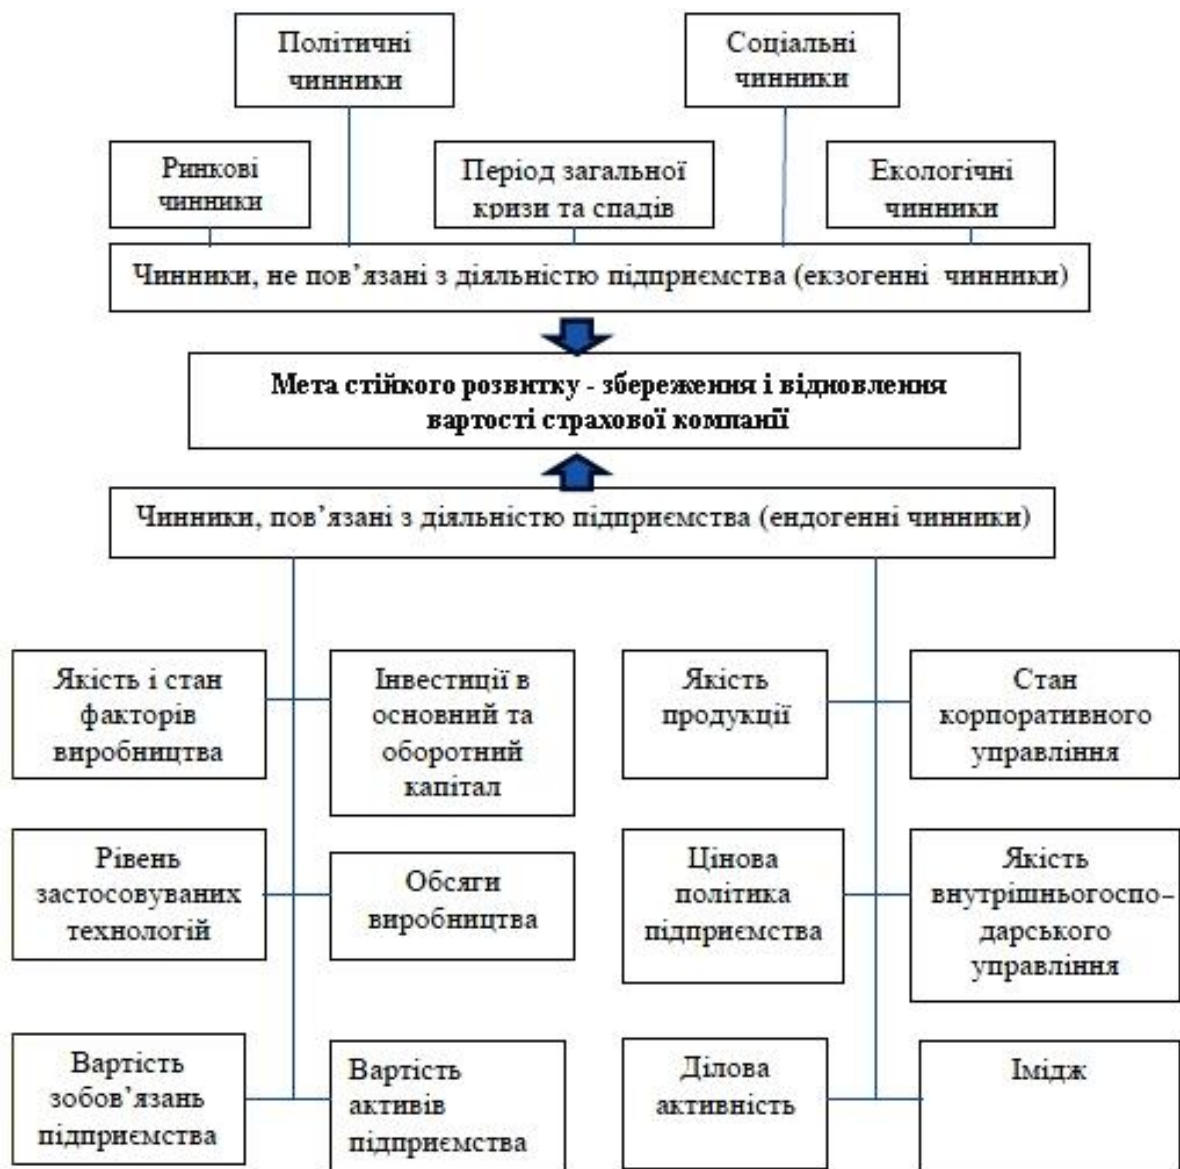 Політичні
чинники
Соціальні
чинники
Ринкові
чинники
Період загальної
кризи та спадів
Екологічні
чинники
Чинники, не пов’язані з діяльністю підприємства (екзогенні чинники)
Мета стійкого розвитку - збереження і відновлення
вартості страхової компанії
Чинники, пов’язані з діяльністю підприємства (ендогенні чинники)
Якість і стан
факторів
виробництва
Інвестиції в
основний та
оборотний
капітал
Якість
продукції
Стан
корпоративного
управління
Рівень
застосовуваних
технологій
Обсяги
виробництва
Цінова
політика
підприємства
Якість
внутрішньогоспо-
дарського
управління
Вартість
зобов’язань
підприємства
Вартість
активів
підприємства
Ділова
активність
Імідж